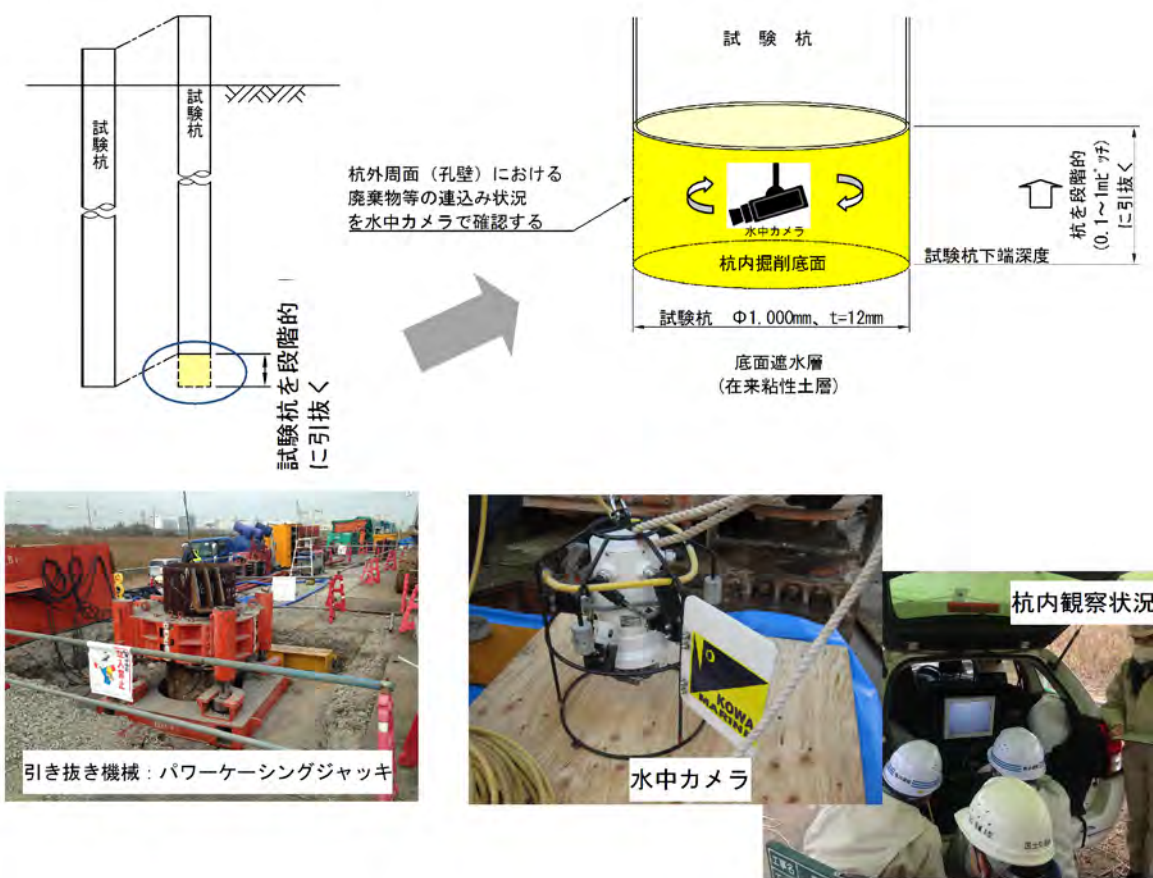 試験杭
試験杭
試験杭を段階的
に引抜く
試 験 杭
杭外周面（孔壁）における
廃棄物等の連込み状況
を水中カメラで確認する
水中カメラ
杭内掘削底面
杭を段階的
(0.1～1mﾋﾟｯﾁ)
に引抜く
試験杭下端深度
試験杭 Φ1.000mm、t=12mm
底面遮水層
(在来粘性土層)
立入禁止
引き抜き機械：パワーケーシングジャッキ
KOWA
MARINE
水中カメラ
杭内観察状況
工事名